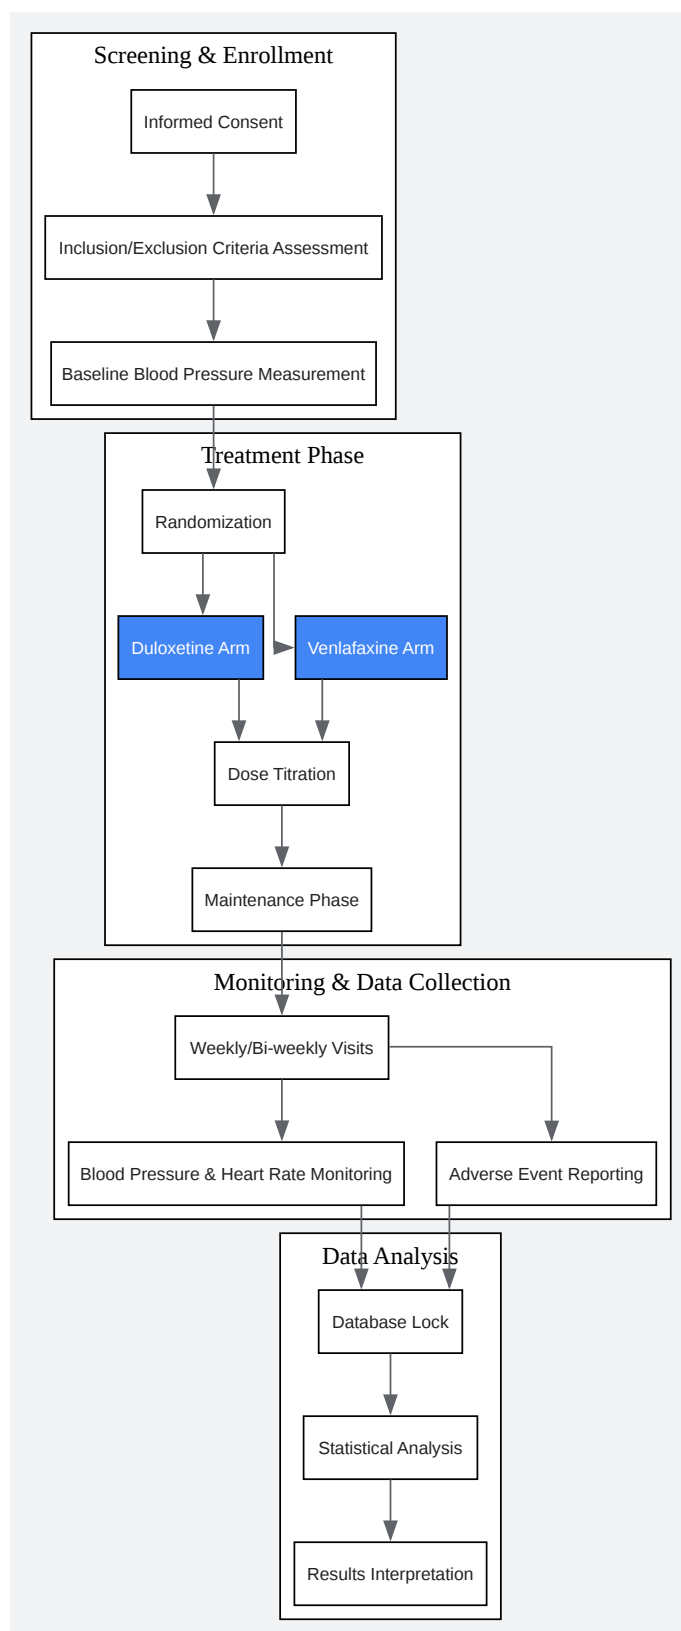 Screening & Enrollment
Informed Consent
Inclusion/Exclusion Criteria Assessment
Baseline Blood Pressure Measurement
Treatment Phase
Randomization
Duloxetine Arm
Venlafaxine Arm
Dose Titration
Maintenance Phase
Monitoring & Data Collection
Weekly/Bi-weekly Visits
Blood Pressure & Heart Rate Monitoring
Adverse Event Reporting
Data Analysis
Database Lock
Statistical Analysis
Results Interpretation